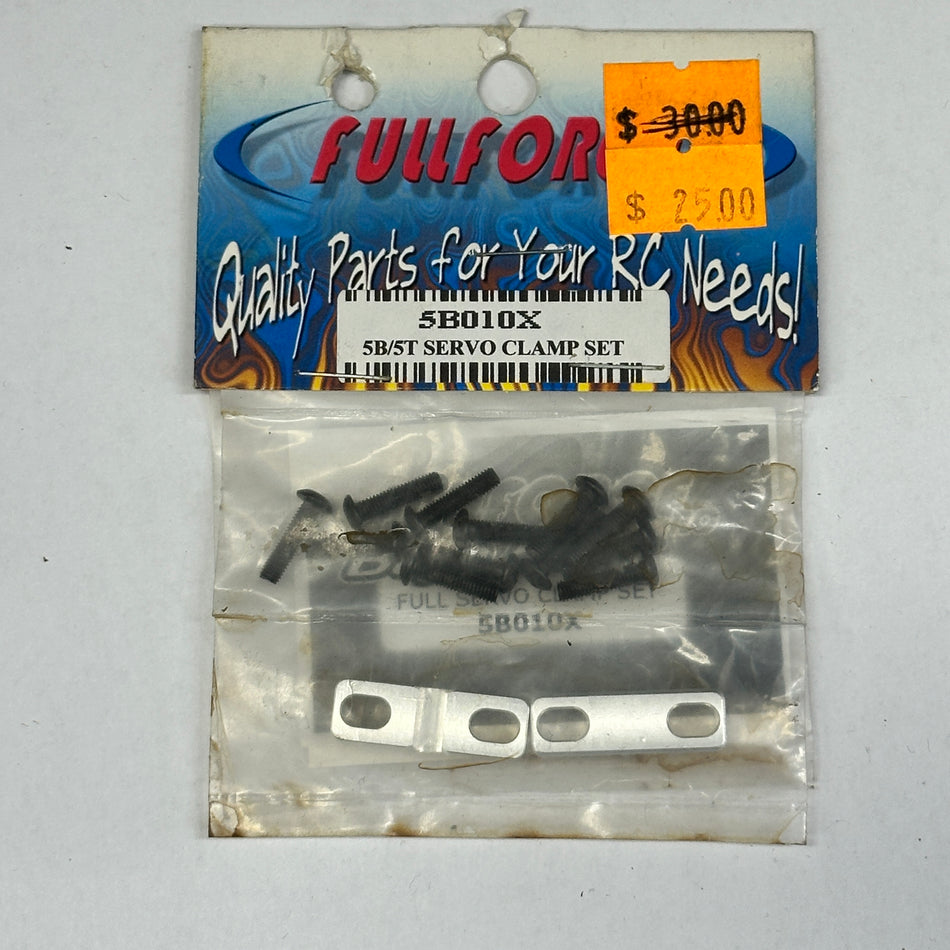 $ 30.00
FULLFOR
$ 25.00
Quality Parts for Your RC Needs!
5B010X
5B/5T SERVO CLAMP SET
FULL SERVO CLAMP SET
5B010X